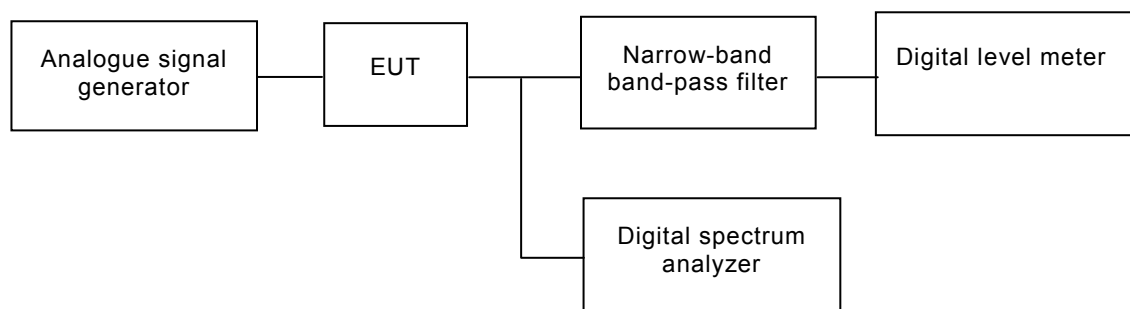 Analogue signal
generator
EUT
Narrow-band
band-pass filter
Digital level meter
Digital spectrum
analyzer